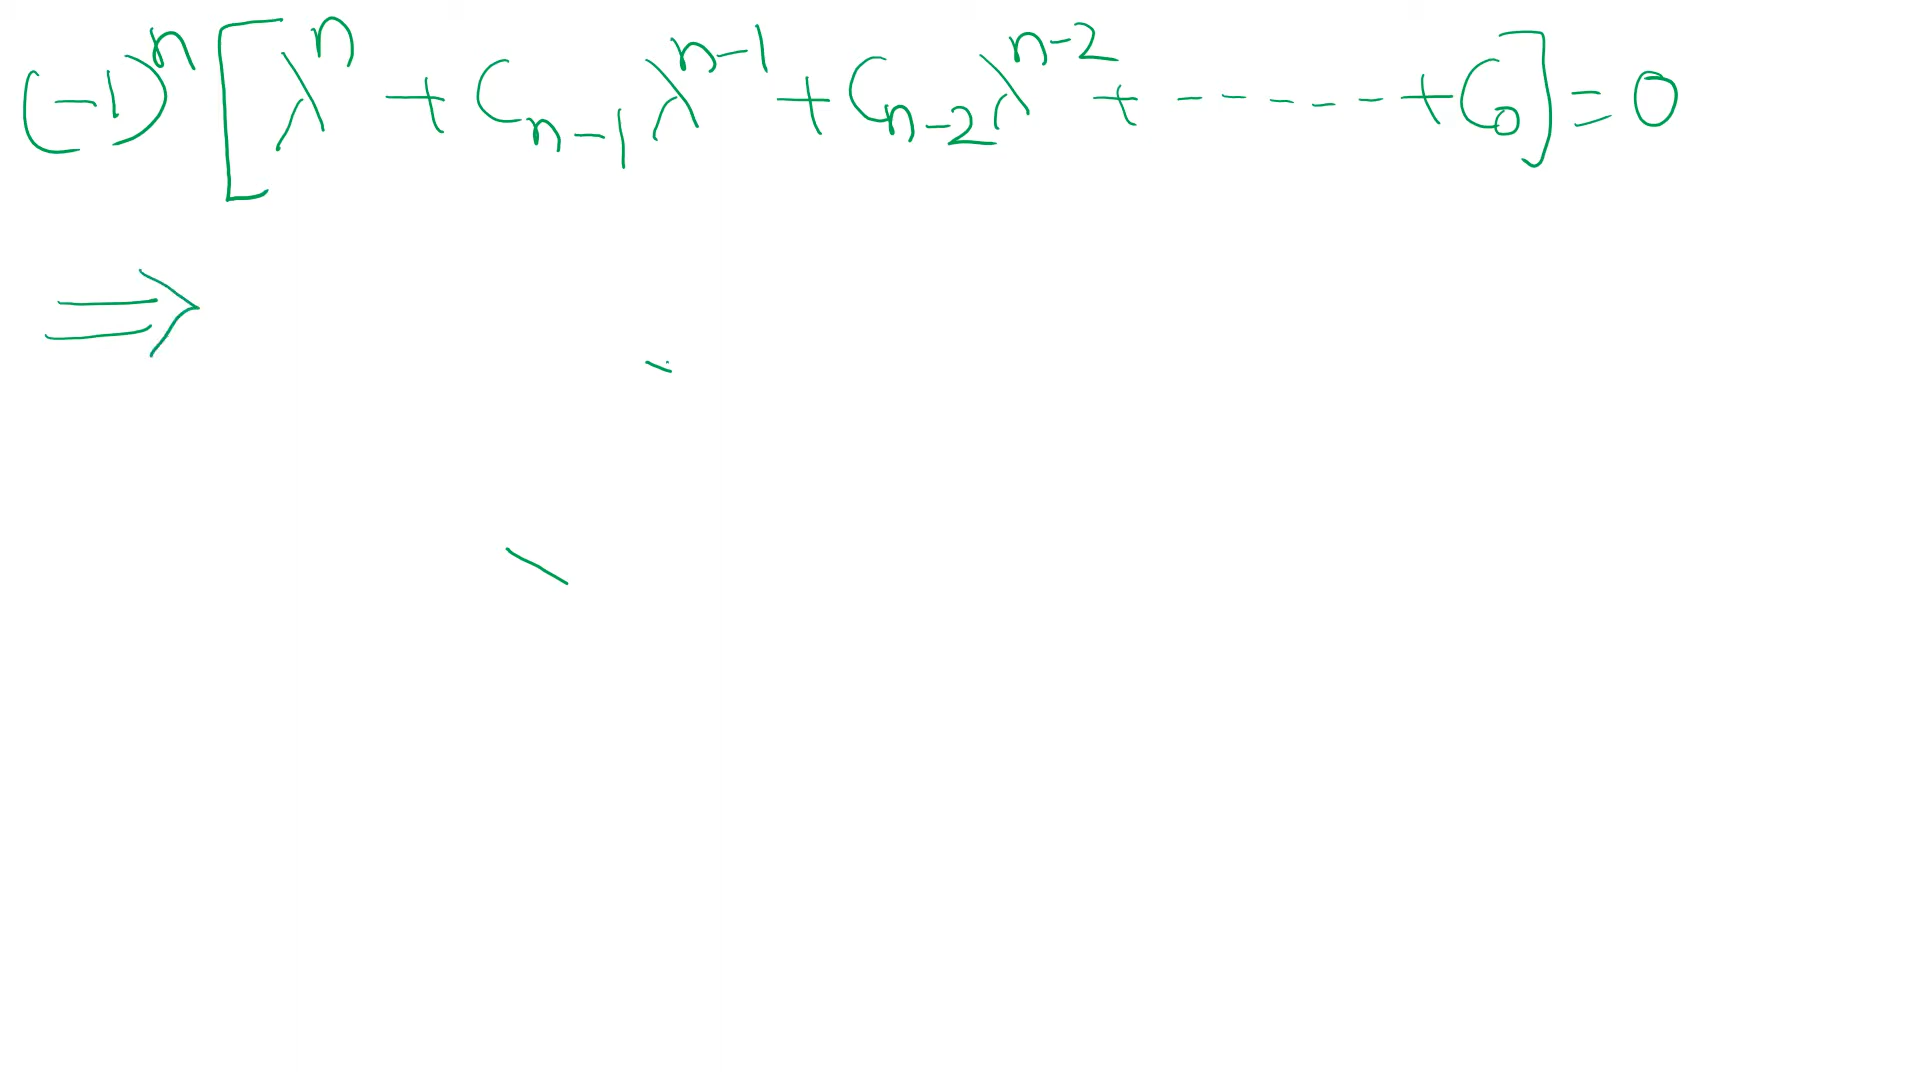 (-1)^n [λ^n + C_{n-1} λ^{n-1} + C_{n-2} λ^{n-2} + ------ + C_0] = 0
⇒